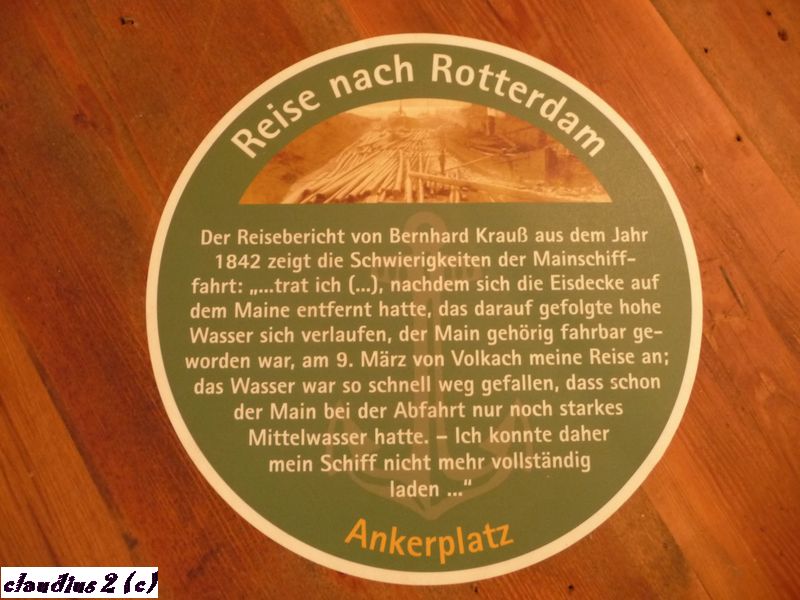 Reise nach Rotterdam
Der Reisebericht von Bernhard Krauß aus dem Jahr
1842 zeigt die Schwierigkeiten der Mainschiff-
fahrt: „...trat ich (...), nachdem sich die Eisdecke auf
dem Maine entfernt hatte, das darauf gefolgte hohe
Wasser sich verlaufen, der Main gehörig fahrbar ge-
worden war, am 9. März von Volkach meine Reise an;
das Wasser war so schnell weg gefallen, dass schon
der Main bei der Abfahrt nur noch starkes
Mittelwasser hatte. – Ich konnte daher
mein Schiff nicht mehr vollständig
laden ...“
Ankerplatz
claudius 2 (c)